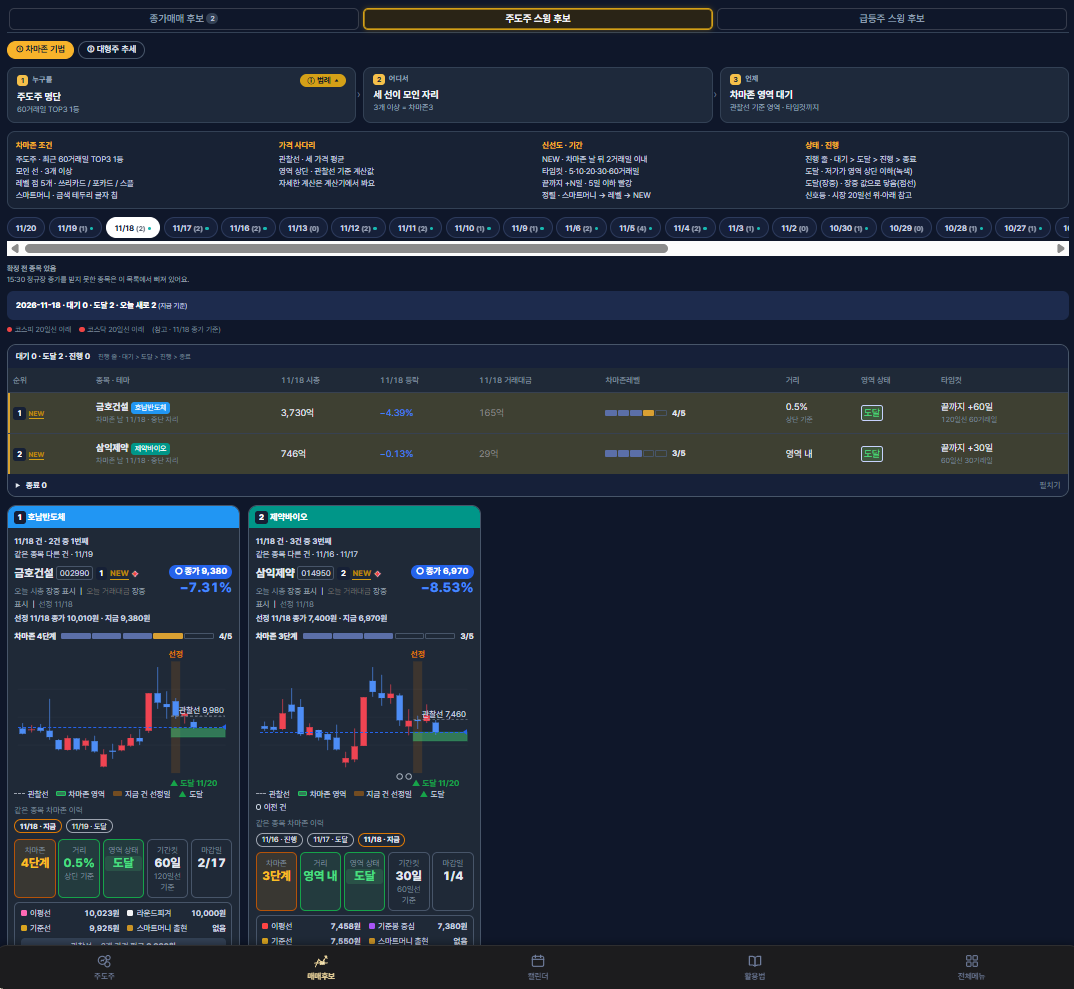 종가매매 후보 2
주도주 스윙 후보
급등주 스윙 후보
① 차마존 기법
② 대형주 추세
1 누구를
① 범례 ▲
주도주 명단
60거래일 TOP3 1등
›
2 어디서
세 선이 모인 자리
3개 이상 = 차마존3
›
3 언제
차마존 영역 대기
관찰선 기준 영역 · 타임컷까지
차마존 조건
주도주 · 최근 60거래일 TOP3 1등
모인 선 · 3개 이상
레벨 점 5개 · 쓰리카드 / 포카드 / 스플
스마트머니 · 금색 테두리 글자 칩
가격 사다리
관찰선 · 세 가격 평균
영역 상단 · 관찰선 기준 계산값
자세한 계산은 계산기에서 봐요
신선도 · 기간
NEW · 차마존 날 뒤 2거래일 이내
타임컷 · 5·10·20·30·60거래일
끝까지 +N일 · 5일 이하 빨강
정렬 · 스마트머니 → 레벨 → NEW
상태 · 진행
진행 줄 · 대기 > 도달 > 진행 > 종료
도달 · 저가가 영역 상단 이하(녹색)
도달(장중) · 장중 값으로 닿음(점선)
신호등 · 시장 20일선 위·아래 참고
11/20
11/19 (1)
11/18 (2)
11/17 (2)
11/16 (2)
11/13 (0)
11/12 (2)
11/11 (2)
11/10 (1)
11/9 (1)
11/6 (2)
11/5 (4)
11/4 (2)
11/3 (1)
11/2 (0)
10/30 (1)
10/29 (0)
10/28 (1)
10/27 (1)
확정 전 종목 있음
15:30 정규장 종가를 받지 못한 종목은 이 목록에서 빠져 있어요.
2026-11-18 · 대기 0 · 도달 2 · 오늘 새로 2 (지금 기준)
코스피 20일선 아래 코스닥 20일선 아래 (참고 · 11/18 종가 기준)
대기 0 · 도달 2 · 진행 0 진행 줄 · 대기 > 도달 > 진행 > 종료
순위 종목 · 테마 11/18 시총 11/18 등락 11/18 거래대금 차마존레벨 거리 영역 상태 타임컷
1 NEW 금호건설 호남반도체 3,730억 −4.39% 165억 4/5 0.5% 도달 끝까지 +60일
차마존 날 11/18 · 중단 자리 상단 기준 120일선 60거래일
2 NEW 삼익제약 제약바이오 746억 −0.13% 29억 3/5 영역 내 도달 끝까지 +30일
차마존 날 11/18 · 중단 자리 60일선 30거래일
▶ 종료 0 펼치기
1 호남반도체
11/18 건 · 2건 중 1번째
같은 종목 다른 건 · 11/19
금호건설 002990 1 NEW
종가 9,380
−7.31%
오늘 시총 장중 표시 | 오늘 거래대금 장중
표시 | 선정 11/18
선정 11/18 종가 10,010원 · 지금 9,380원
차마존 4단계 4/5
선정
관찰선 9,980
▲ 도달 11/20
관찰선 차마존 영역 지금 건 선정일 ▲ 도달
같은 종목 차마존 이력
11/18 · 지금
11/19 · 도달
차마존
4단계
거리
0.5%
상단 기준
영역 상태
도달
기간컷
60일
120일선
기준
마감일
2/17
이평선 10,023원 라운드피겨 10,000원
기준선 9,925원 스마트머니 출현 없음
2 제약바이오
11/18 건 · 3건 중 3번째
같은 종목 다른 건 · 11/16 · 11/17
삼익제약 014950 2 NEW
종가 6,970
−8.53%
오늘 시총 장중 표시 | 오늘 거래대금 장중
표시 | 선정 11/18
선정 11/18 종가 7,400원 · 지금 6,970원
차마존 3단계 3/5
선정
관찰선 7,460
▲ 도달 11/20
관찰선 차마존 영역 지금 건 선정일 ▲ 도달
이전 건
같은 종목 차마존 이력
11/16 · 진행
11/17 · 도달
11/18 · 지금
차마존
3단계
거리
영역 내
영역 상태
도달
기간컷
30일
60일선
기준
마감일
1/4
이평선 7,458원 기준봉 중심 7,380원
기준선 7,550원 스마트머니 출현 없음
주도주
매매후보
캘린더
활용법
전체메뉴